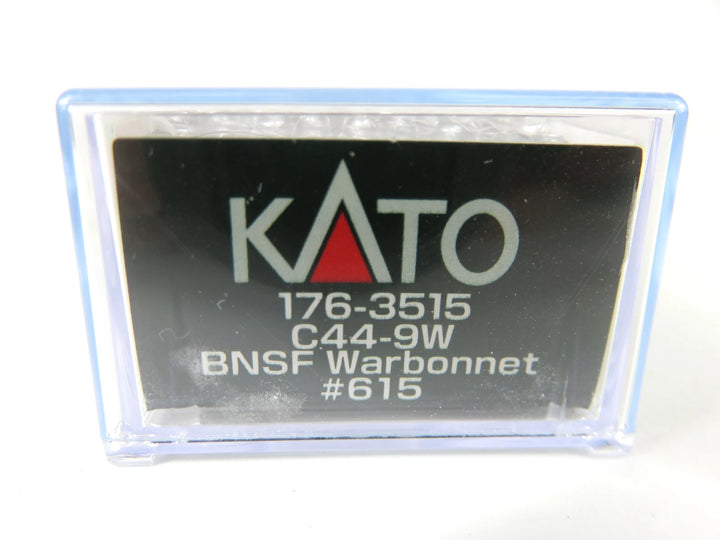 KATO
176-3515
C44-9W
BNSF Warbonnet
#615